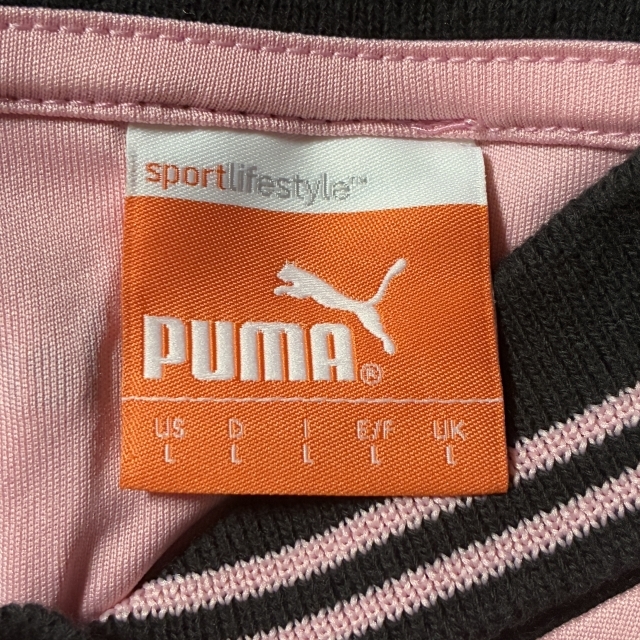 sportlifestyle™
PUMA®
US D I E/F UK
L L L L L